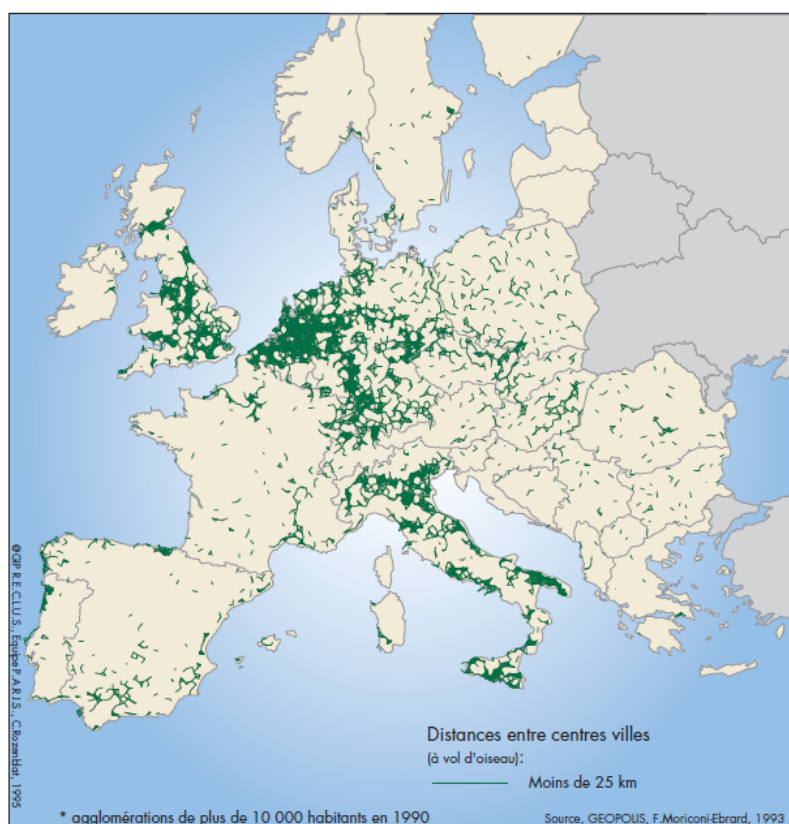 Distances entre centres villes
(à vol d'oiseau):
Moins de 25 km
* agglomérations de plus de 10 000 habitants en 1990
Source, GEOPOLIS, F.Moriconi-Ebrard, 1993
©GIP R.E.C.L.U.S., Equipe P.A.R.I.S., C.Rozenblat, 1995